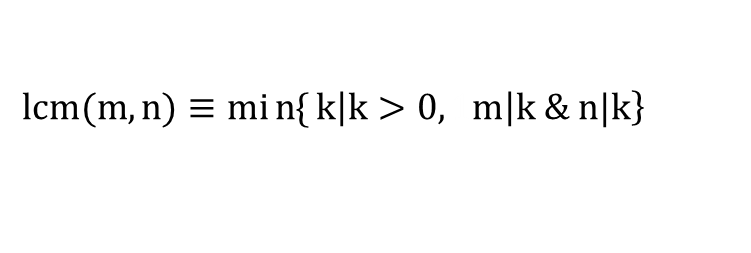 lcm(m, n) ≡ min{ k|k > 0,  m|k & n|k}